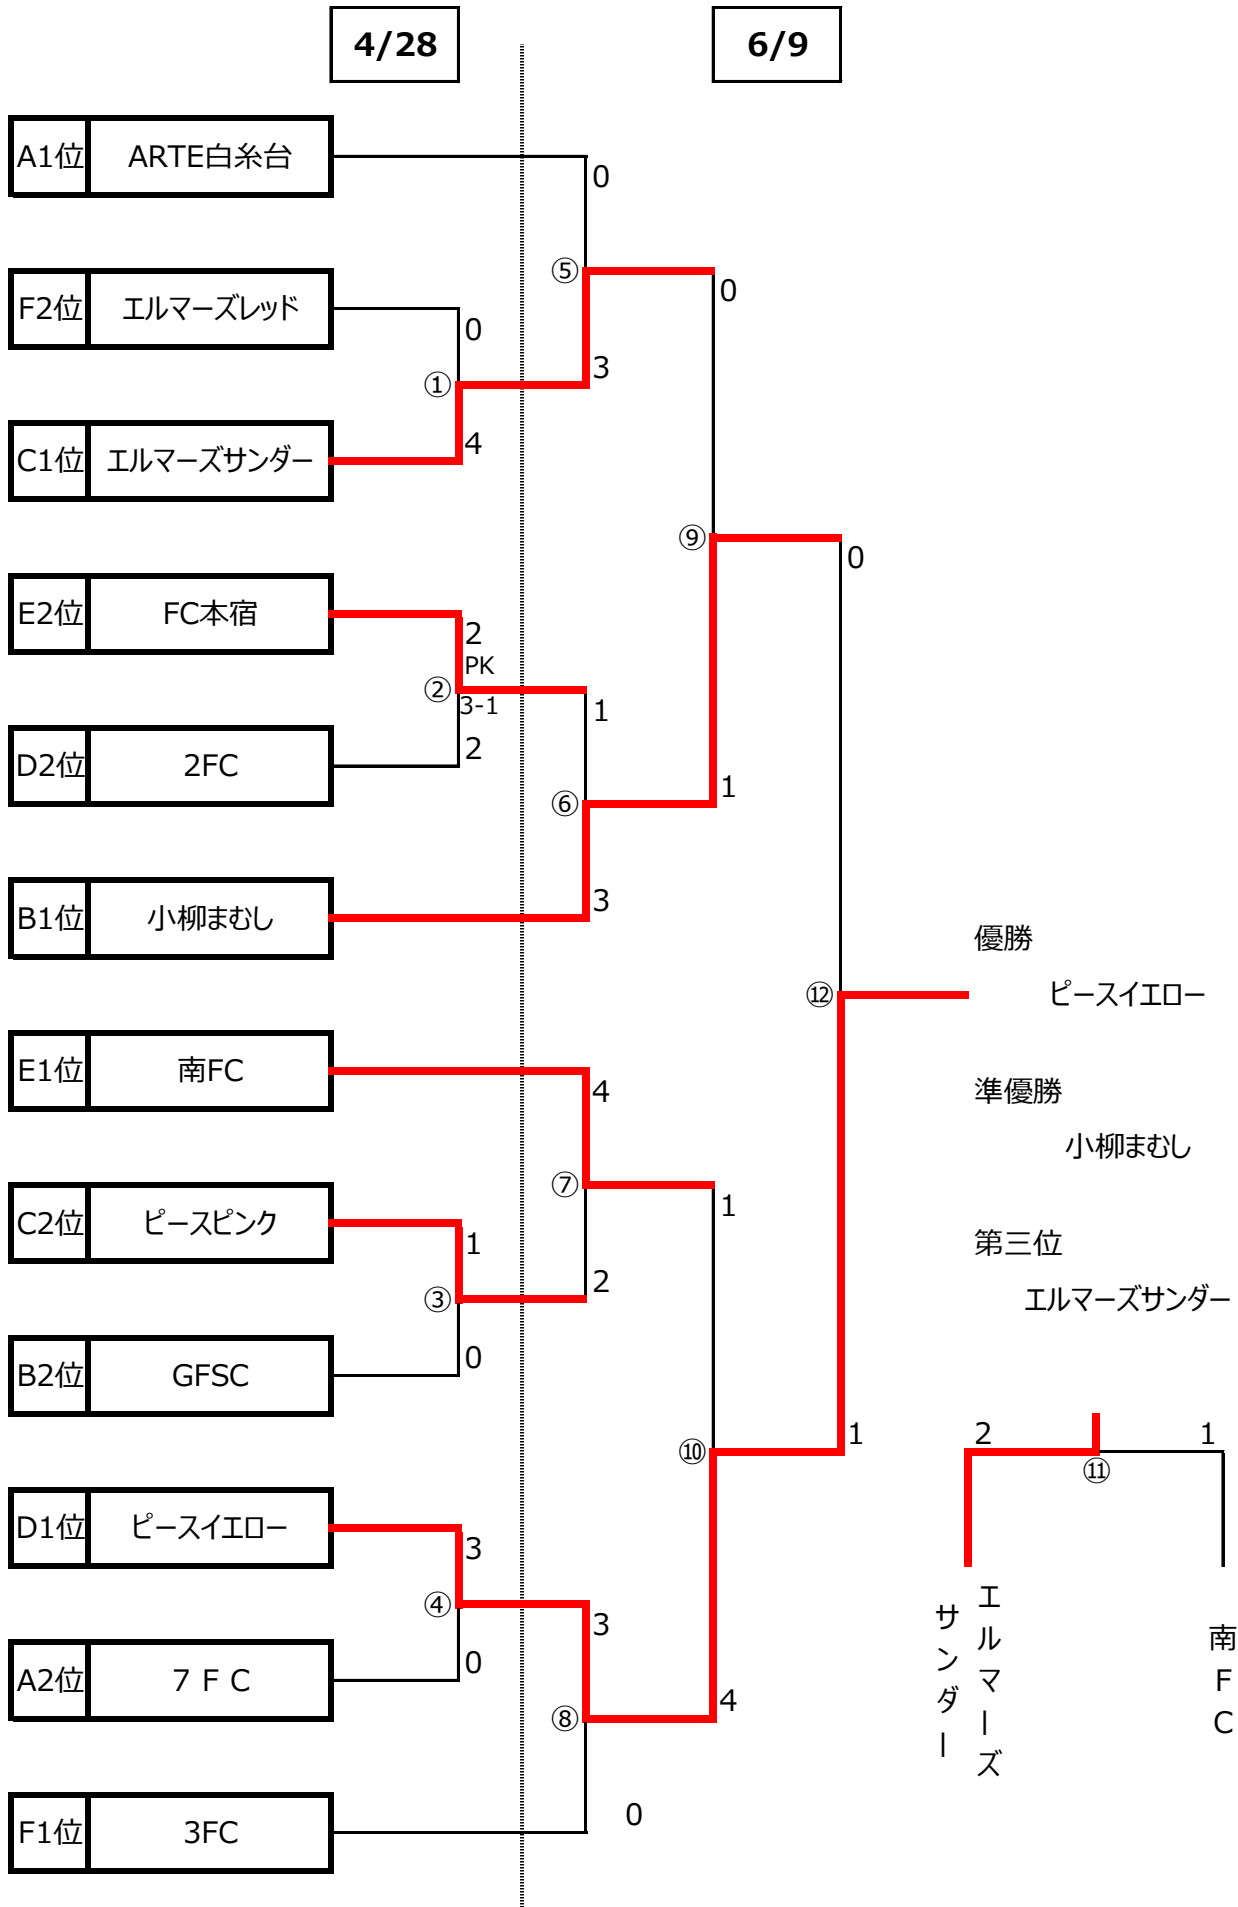 4/28
6/9
A1位 ARTE白糸台
0
F2位 エルマーズレッド
0
⑤
0
①
3
C1位 エルマーズサンダー
4
⑨
0
E2位 FC本宿
2
PK
②
3-1
1
D2位 2FC
2
⑥
1
B1位 小柳まむし
3
優勝
⑫
ピースイエロー
E1位 南FC
4
準優勝
小柳まむし
⑦
1
C2位 ピースピンク
1
第三位
③
2
エルマーズサンダー
B2位 GFSC
0
⑩
1
2
1
⑪
D1位 ピースイエロー
3
④
3
エルマーズ
サンダー
南FC
A2位 7 F C
0
⑧
4
F1位 3FC
0